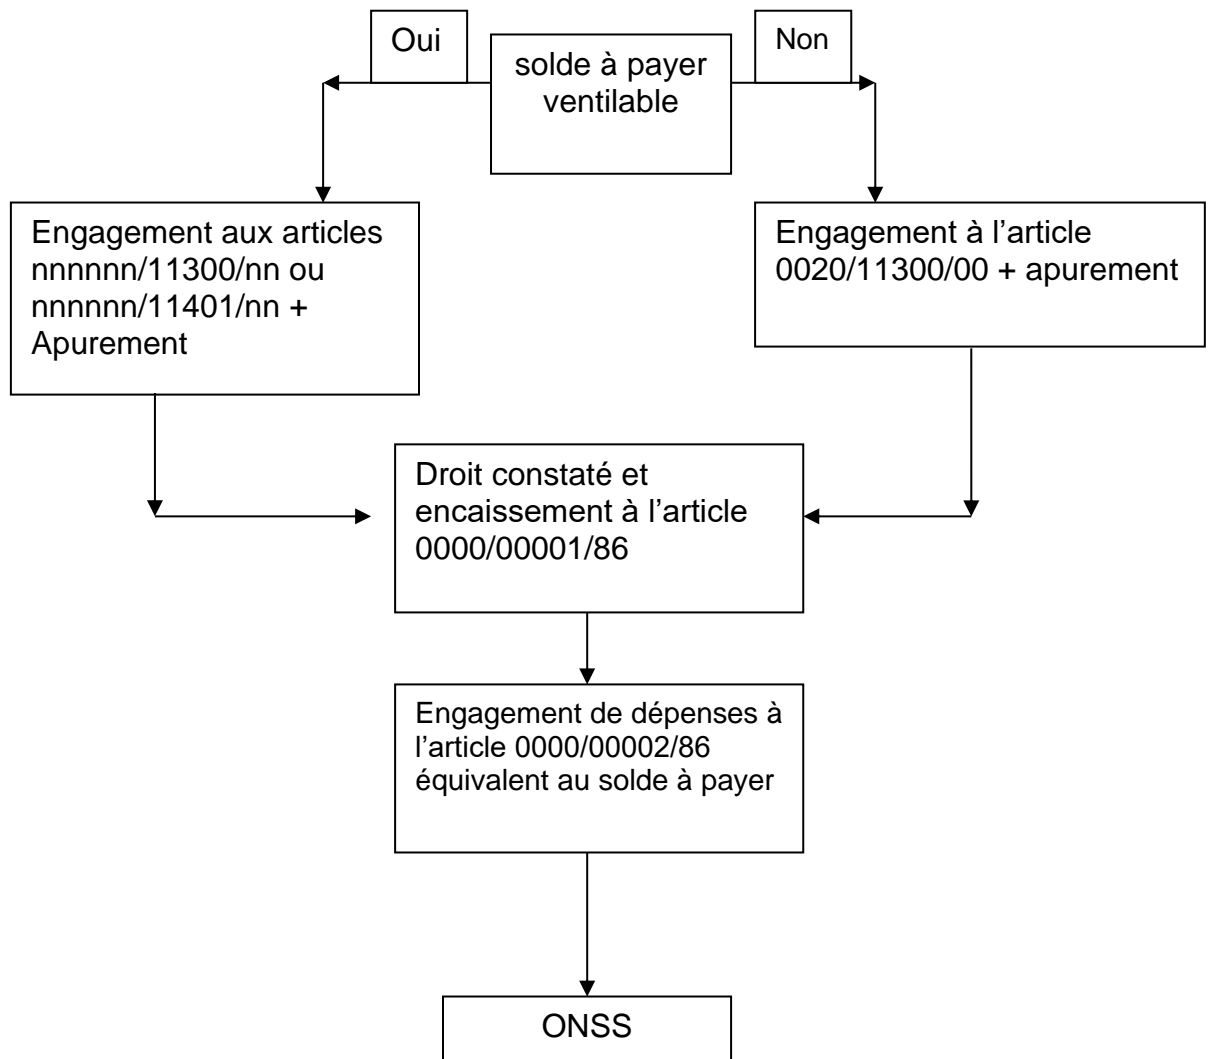 Oui
solde à payer
ventilable
Non
Engagement aux articles
nnnnnn/11300/nn ou
nnnnnn/11401/nn +
Apurement
Engagement à l’article
0020/11300/00 + apurement
Droit constaté et
encaissement à l’article
0000/00001/86
Engagement de dépenses à
l’article 0000/00002/86
équivalent au solde à payer
ONSS